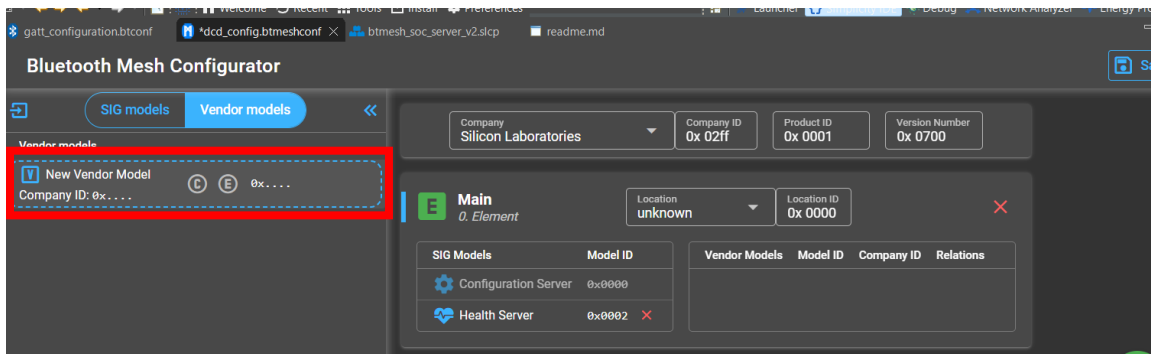 Welcome Recent Tools Install Preferences Launcher Debug Network Analyzer
gatt_configuration.btconf *dcd_config.btmeshconf btmesh_soc_server_v2.slcp readme.md
Bluetooth Mesh Configurator
SIG models Vendor models
Vendor models
New Vendor Model
Company ID: 0x....
C E 0x....
Company Company ID Product ID Version Number
Silicon Laboratories 0x 02ff 0x 0001 0x 0700
E Main
0. Element
Location Location ID
unknown 0x 0000
SIG Models Model ID Vendor Models Model ID Company ID Relations
Configuration Server 0x0000
Health Server 0x0002